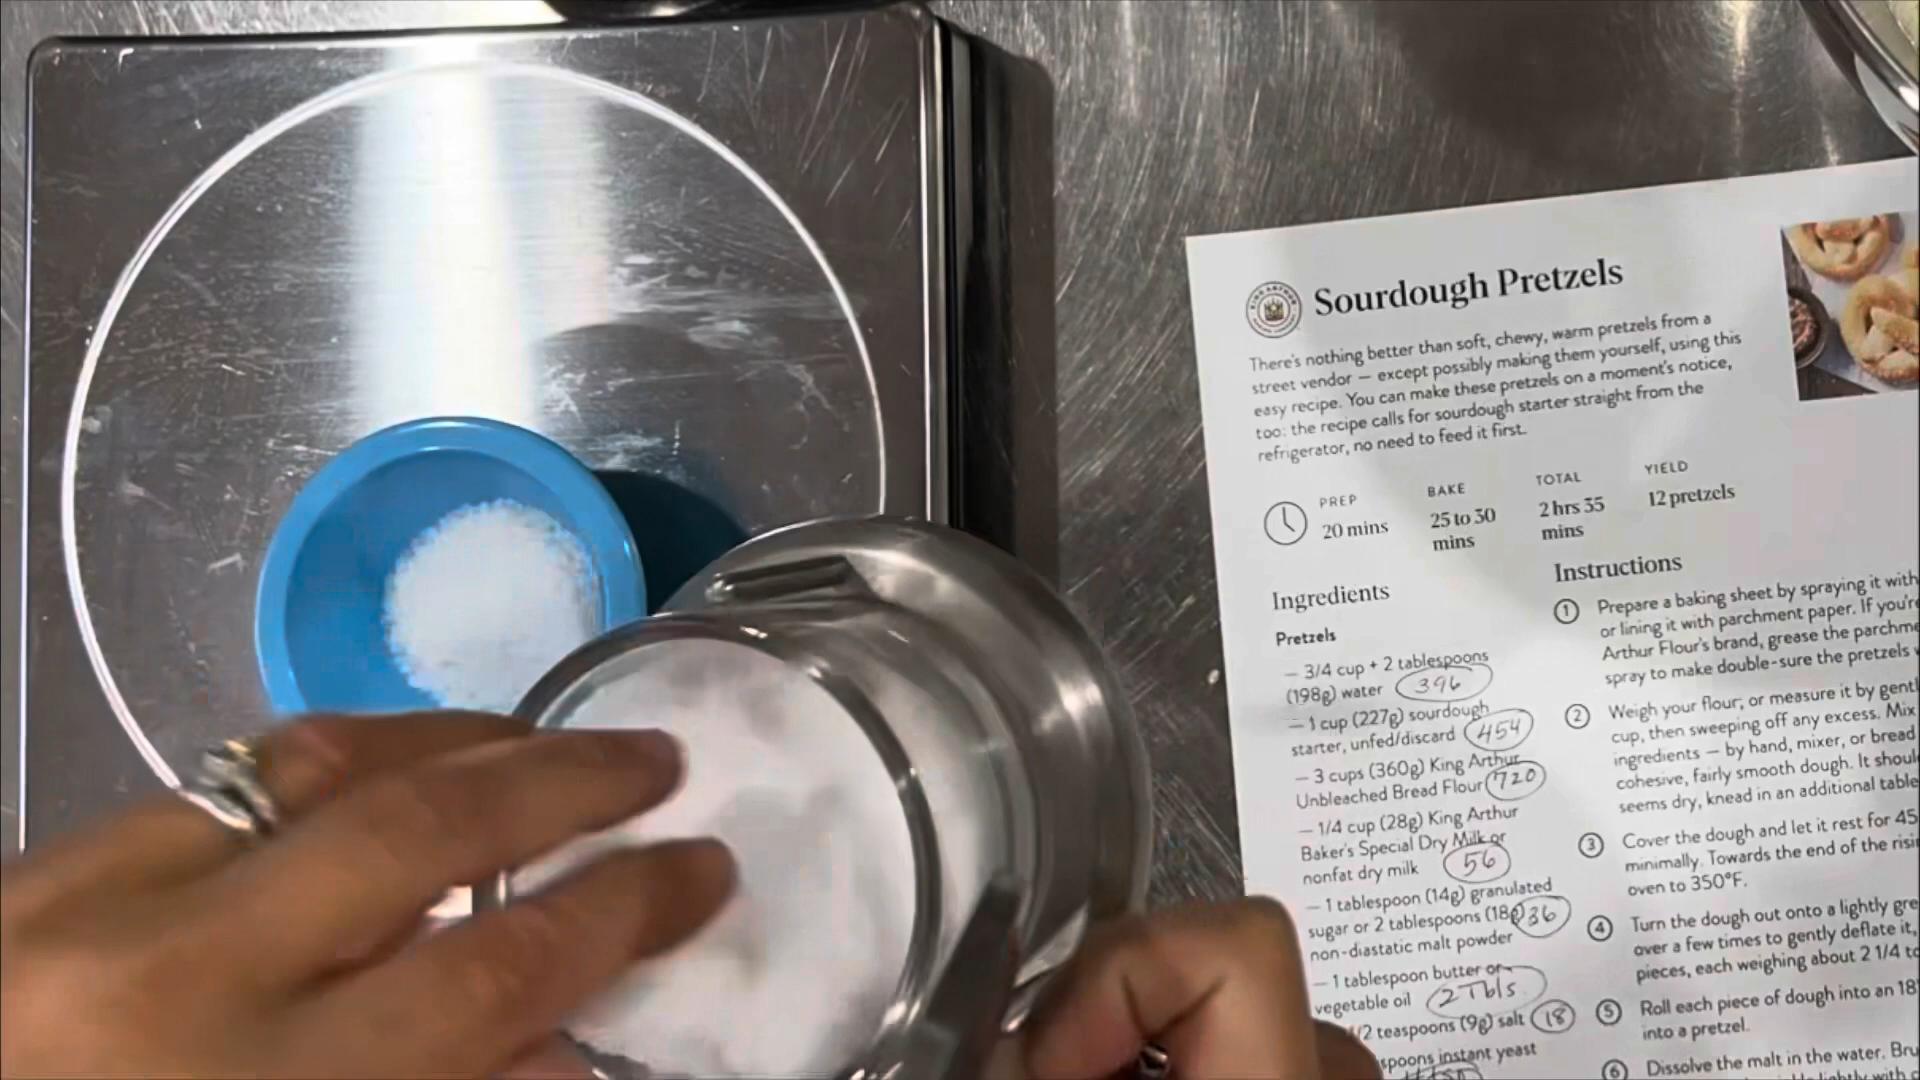 Sourdough Pretzels
There's nothing better than soft, chewy, warm pretzels from a
street vendor — except possibly making them yourself, using this
easy recipe. You can make these pretzels on a moment's notice,
too: the recipe calls for sourdough starter straight from the
refrigerator, no need to feed it first.
PREP
20 mins
BAKE
25 to 30
mins
TOTAL
2 hrs 35
mins
YIELD
12 pretzels
Ingredients
Pretzels
— 3/4 cup + 2 tablespoons
(198g) water 396
— 1 cup (227g) sourdough
starter, unfed/discard 454
— 3 cups (360g) King Arthur
Unbleached Bread Flour 720
— 1/4 cup (28g) King Arthur
Baker's Special Dry Milk or
nonfat dry milk 56
— 1 tablespoon (14g) granulated
sugar or 2 tablespoons (18g) 36
non-diastatic malt powder
— 1 tablespoon butter or
vegetable oil 2 Tbls
/2 teaspoons (9g) salt 18
spoons instant yeast
Instructions
1 Prepare a baking sheet by spraying it with
or lining it with parchment paper. If you're
Arthur Flour's brand, grease the parchme
spray to make double-sure the pretzels
2 Weigh your flour; or measure it by gentl
cup, then sweeping off any excess. Mix
ingredients — by hand, mixer, or bread
cohesive, fairly smooth dough. It shoul
seems dry, knead in an additional table
3 Cover the dough and let it rest for 45
minimally. Towards the end of the risi
oven to 350°F.
4 Turn the dough out onto a lightly gre
over a few times to gently deflate it,
pieces, each weighing about 2 1/4 to
5 Roll each piece of dough into an 18
into a pretzel.
6 Dissolve the malt in the water. Bru
lightly with